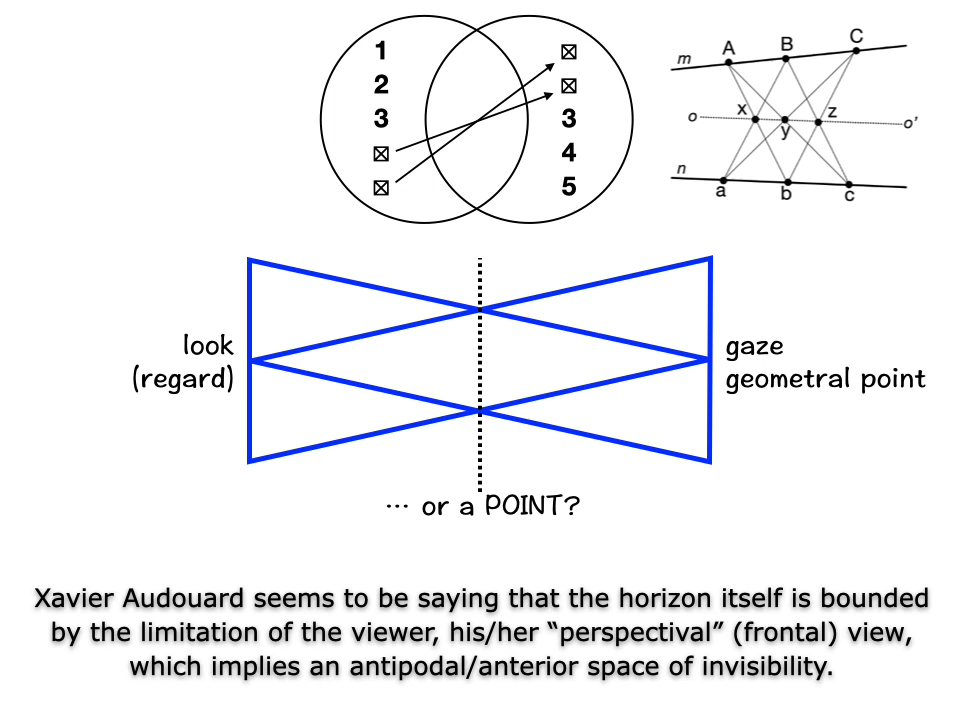 1
2
3
☒
☒
☒
☒
3
4
5
A B C
m
x y z
o o'
n
a b c
look
(regard)
gaze
geometral point
… or a POINT?
Xavier Audouard seems to be saying that the horizon itself is bounded
by the limitation of the viewer, his/her “perspectival” (frontal) view,
which implies an antipodal/anterior space of invisibility.